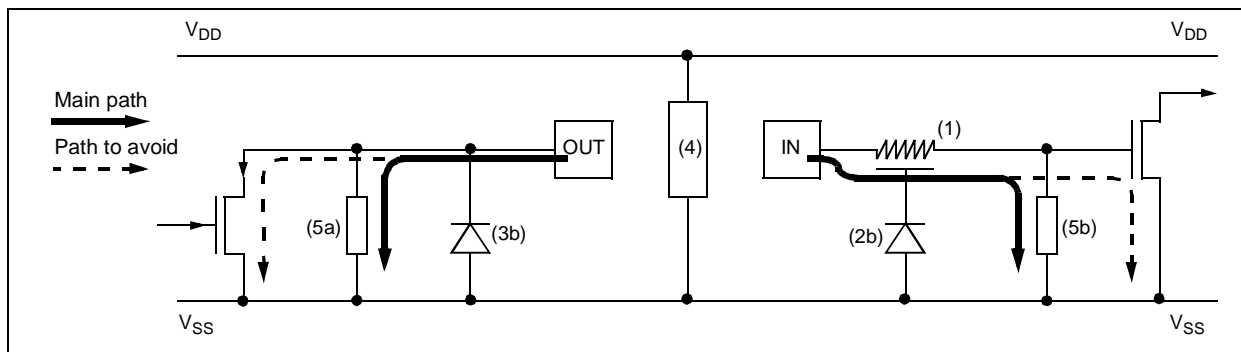 VDD
VDD
Main path
Path to avoid
OUT
(4)
IN
(1)
(5a)
(3b)
(2b)
(5b)
VSS
VSS